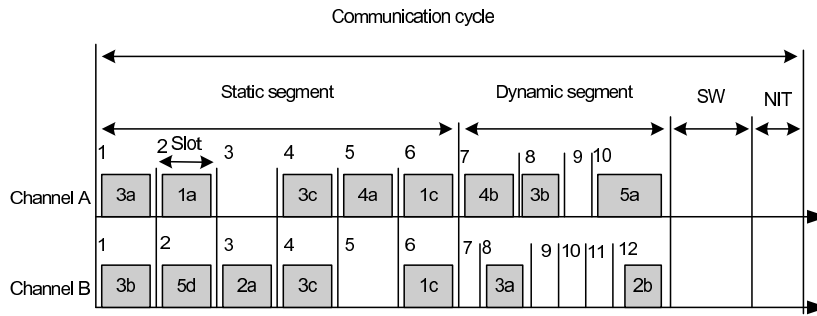 Communication cycle
Static segment
Dynamic segment
SW
NIT
1 2 Slot 3 4 5 6 7 8 9 10
Channel A 3a 1a 3c 4a 1c 4b 3b 5a
1 2 3 4 5 6 7 8 9 10 11 12
Channel B 3b 5d 2a 3c 1c 3a 2b